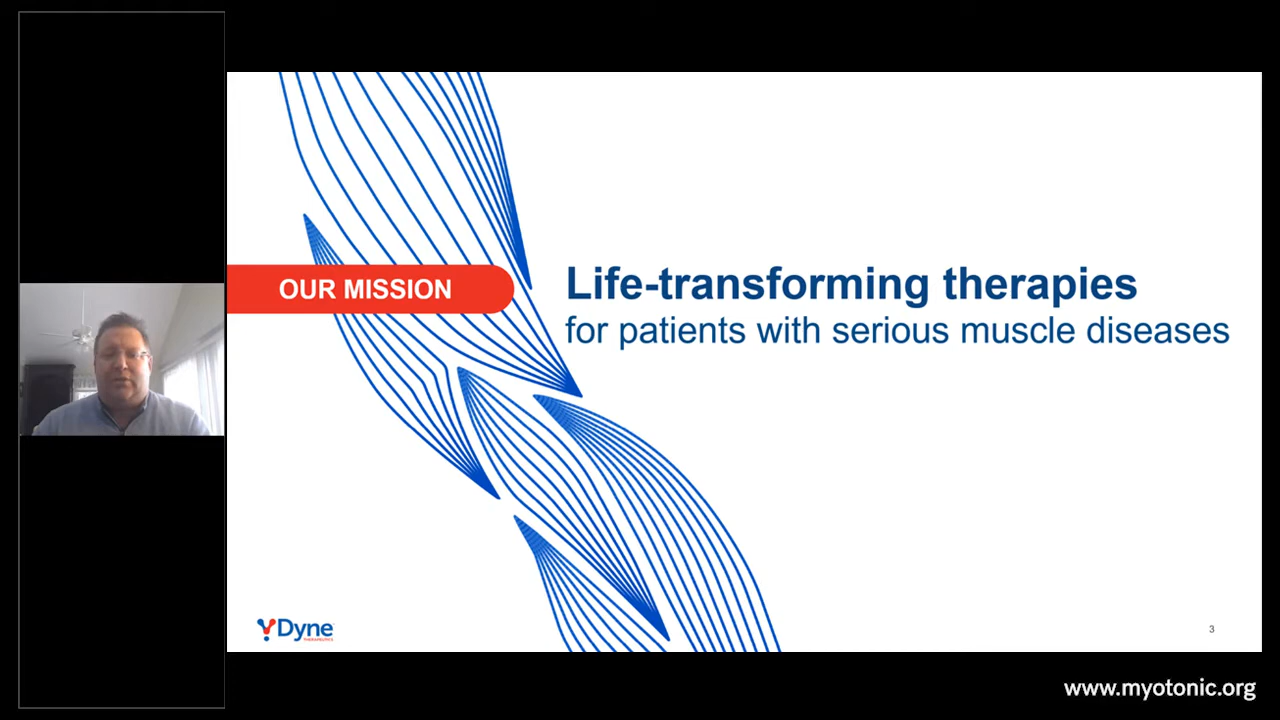 OUR MISSION
Life-transforming therapies
for patients with serious muscle diseases
Dyne
THERAPEUTICS
3
www.myotonic.org